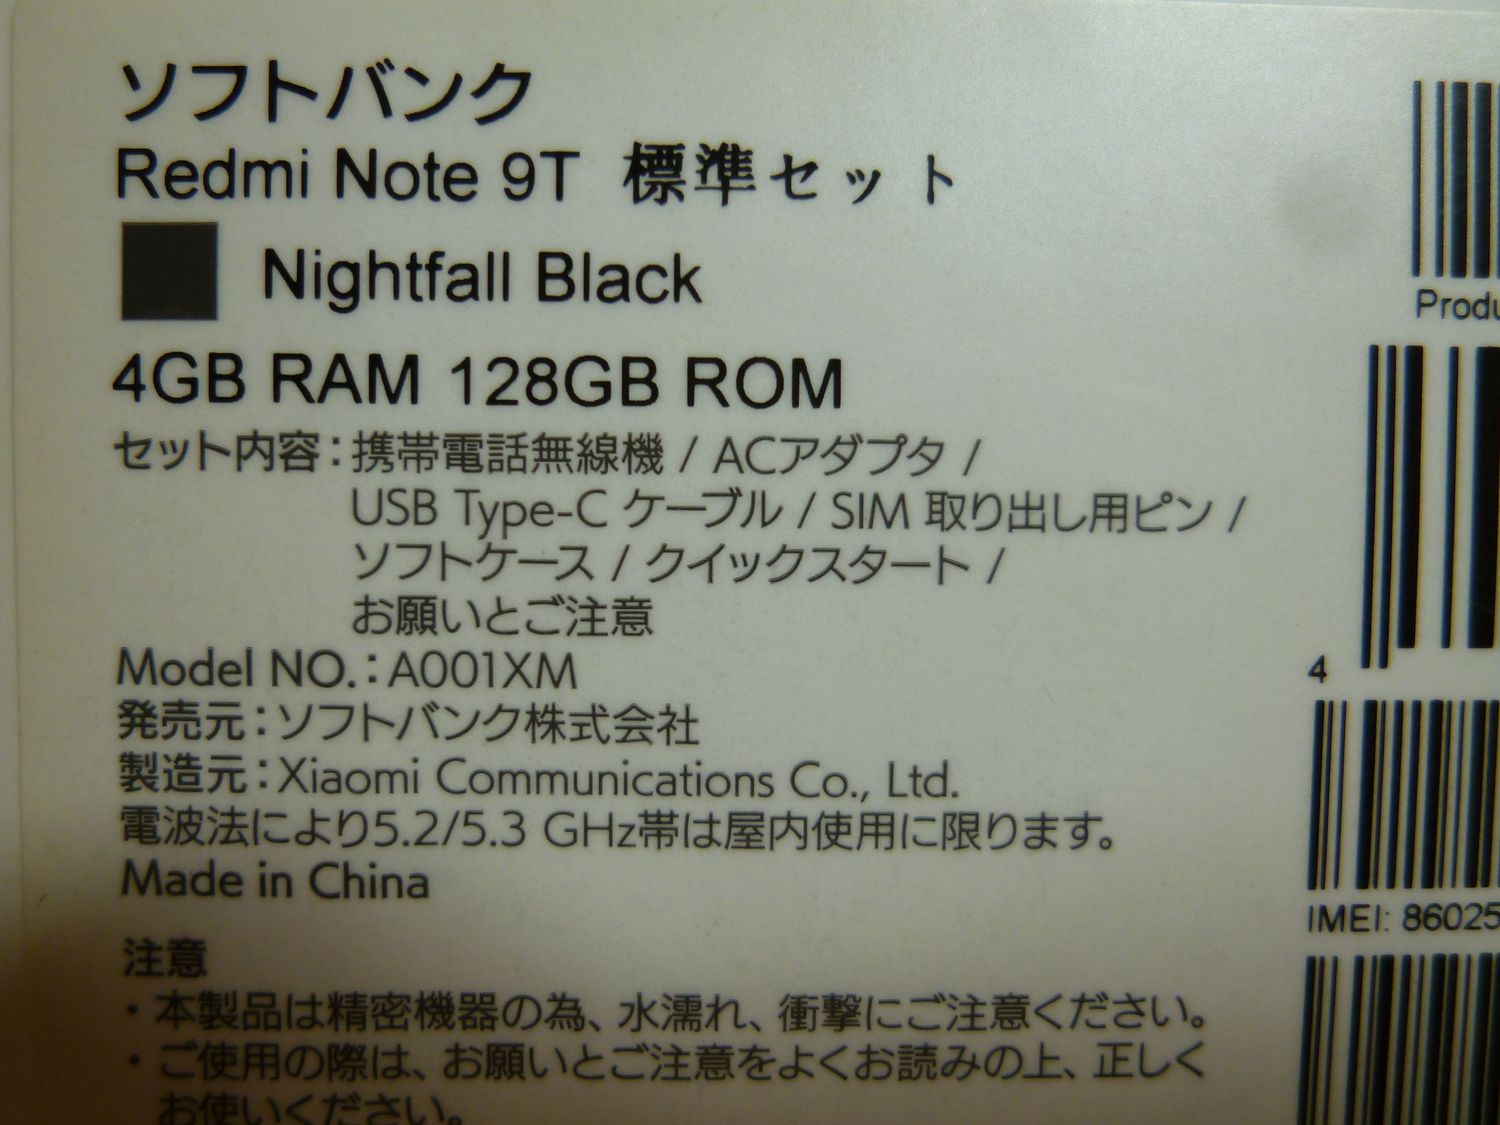 ソフトバンク
Redmi Note 9T 標準セット
Nightfall Black
4GB RAM 128GB ROM
セット内容：携帯電話無線機 / ACアダプタ /
USB Type-C ケーブル / SIM 取り出し用ピン /
ソフトケース / クイックスタート /
お願いとご注意
Model NO.：A001XM
発売元：ソフトバンク株式会社
製造元：Xiaomi Communications Co., Ltd.
電波法により5.2/5.3 GHz帯は屋内使用に限ります。
Made in China
注意
・本製品は精密機器の為、水濡れ、衝撃にご注意ください。
・ご使用の際は、お願いとご注意をよくお読みの上、正しく
お使いください。
Produ
4
IMEI: 86025